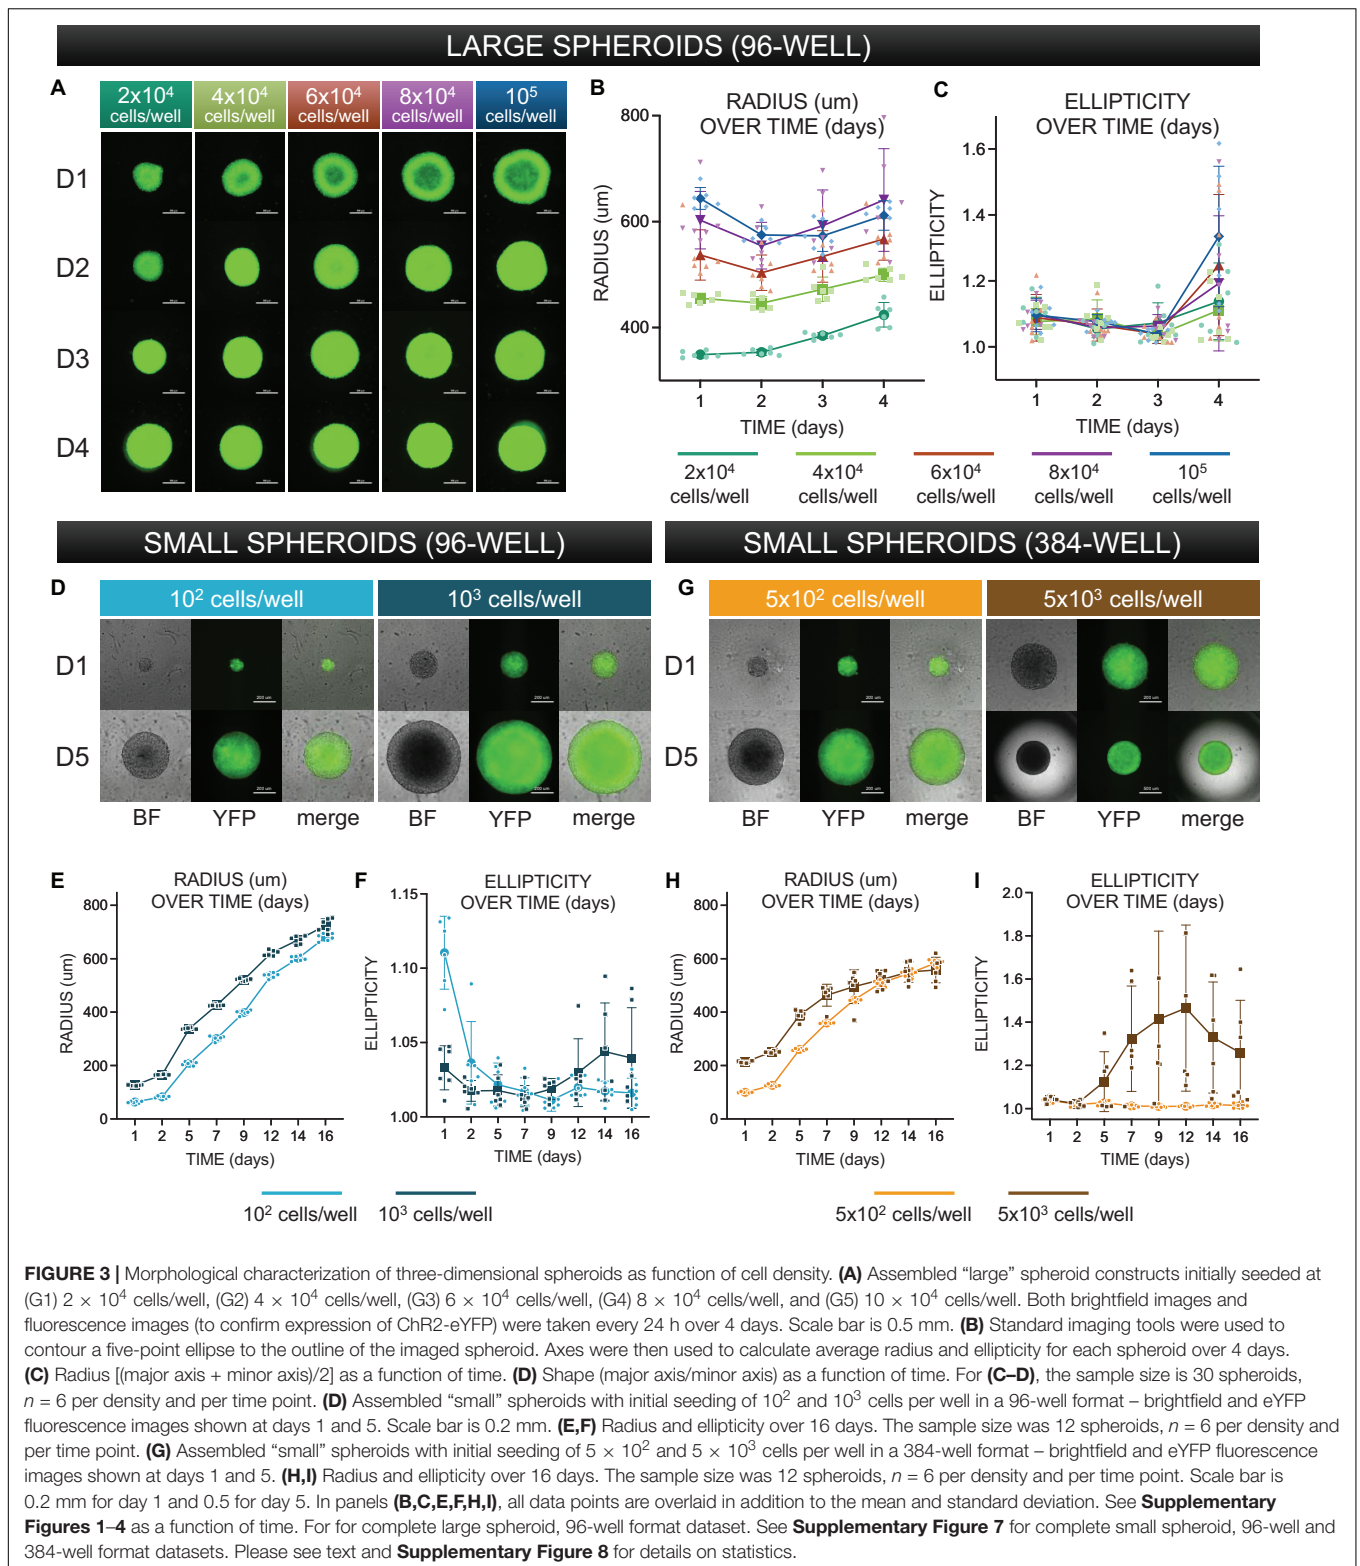 LARGE SPHEROIDS (96-WELL)
A
2x10⁴ cells/well
4x10⁴ cells/well
6x10⁴ cells/well
8x10⁴ cells/well
10⁵ cells/well
D1
D2
D3
D4
B
RADIUS (um)
OVER TIME (days)
RADIUS (um)
800
600
400
1 2 3 4
TIME (days)
C
ELLIPTICITY
OVER TIME (days)
ELLIPTICITY
1.6
1.4
1.2
1.0
1 2 3 4
TIME (days)
2x10⁴ cells/well
4x10⁴ cells/well
6x10⁴ cells/well
8x10⁴ cells/well
10⁵ cells/well
SMALL SPHEROIDS (96-WELL)
D
10² cells/well
10³ cells/well
D1
200 um
200 um
D5
200 um
200 um
BF YFP merge BF YFP merge
SMALL SPHEROIDS (384-WELL)
G
5x10² cells/well
5x10³ cells/well
D1
200 um
200 um
D5
200 um
500 um
BF YFP merge BF YFP merge
E
RADIUS (um)
OVER TIME (days)
RADIUS (um)
800
600
400
200
0
1 2 5 7 9 12 14 16
TIME (days)
F
ELLIPTICITY
OVER TIME (days)
ELLIPTICITY
1.15
1.10
1.05
1.00
1 2 5 7 9 12 14 16
TIME (days)
10² cells/well
10³ cells/well
H
RADIUS (um)
OVER TIME (days)
RADIUS (um)
800
600
400
200
0
1 2 5 7 9 12 14 16
TIME (days)
I
ELLIPTICITY
OVER TIME (days)
ELLIPTICITY
2.0
1.8
1.6
1.4
1.2
1.0
1 2 5 7 9 12 14 16
TIME (days)
5x10² cells/well
5x10³ cells/well
FIGURE 3 | Morphological characterization of three-dimensional spheroids as function of cell density. (A) Assembled “large” spheroid constructs initially seeded at
(G1) 2 × 10⁴ cells/well, (G2) 4 × 10⁴ cells/well, (G3) 6 × 10⁴ cells/well, (G4) 8 × 10⁴ cells/well, and (G5) 10 × 10⁴ cells/well. Both brightfield images and
fluorescence images (to confirm expression of ChR2-eYFP) were taken every 24 h over 4 days. Scale bar is 0.5 mm. (B) Standard imaging tools were used to
contour a five-point ellipse to the outline of the imaged spheroid. Axes were then used to calculate average radius and ellipticity for each spheroid over 4 days.
(C) Radius [(major axis + minor axis)/2] as a function of time. (D) Shape (major axis/minor axis) as a function of time. For (C–D), the sample size is 30 spheroids,
n = 6 per density and per time point. (D) Assembled “small” spheroids with initial seeding of 10² and 10³ cells per well in a 96-well format – brightfield and eYFP
fluorescence images shown at days 1 and 5. Scale bar is 0.2 mm. (E,F) Radius and ellipticity over 16 days. The sample size was 12 spheroids, n = 6 per density and
per time point. (G) Assembled “small” spheroids with initial seeding of 5 × 10² and 5 × 10³ cells per well in a 384-well format – brightfield and eYFP fluorescence
images shown at days 1 and 5. (H,I) Radius and ellipticity over 16 days. The sample size was 12 spheroids, n = 6 per density and per time point. Scale bar is
0.2 mm for day 1 and 0.5 for day 5. In panels (B,C,E,F,H,I), all data points are overlaid in addition to the mean and standard deviation. See Supplementary
Figures 1–4 as a function of time. For for complete large spheroid, 96-well format dataset. See Supplementary Figure 7 for complete small spheroid, 96-well and
384-well format datasets. Please see text and Supplementary Figure 8 for details on statistics.